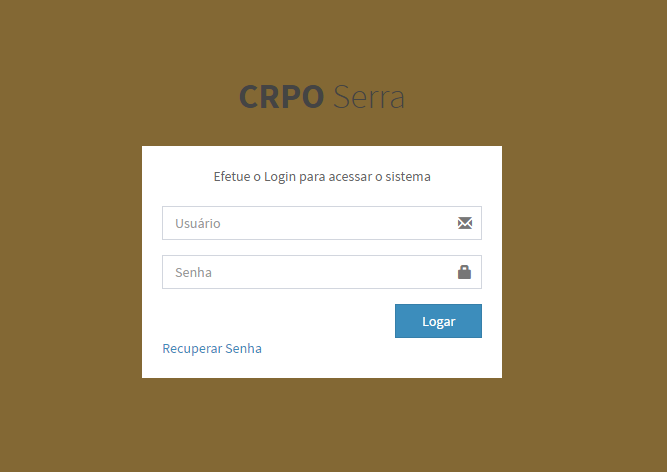 CRPO Serra
Efetue o Login para acessar o sistema
Usuário
Senha
Logar
Recuperar Senha